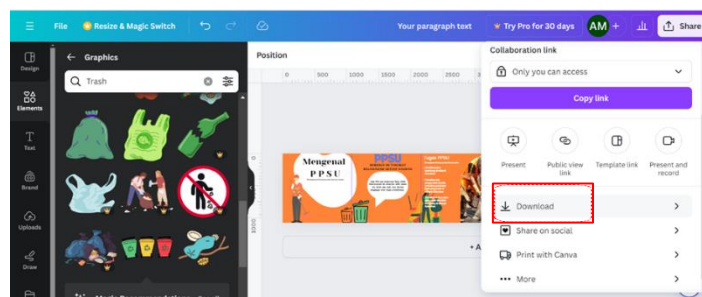 File
Resize & Magic Switch
Your paragraph text
Try Pro for 30 days
AM
+
Share
Design
Elements
Text
Brand
Uploads
Draw
Graphics
Trash
Position
0 500 1000 1500 2000 2500
0
1000
Mengenal
PPSU
PPSU
Collaboration link
Only you can access
Copy link
Present
Public view link
Template link
Present and record
Download
Share on social
Print with Canva
More